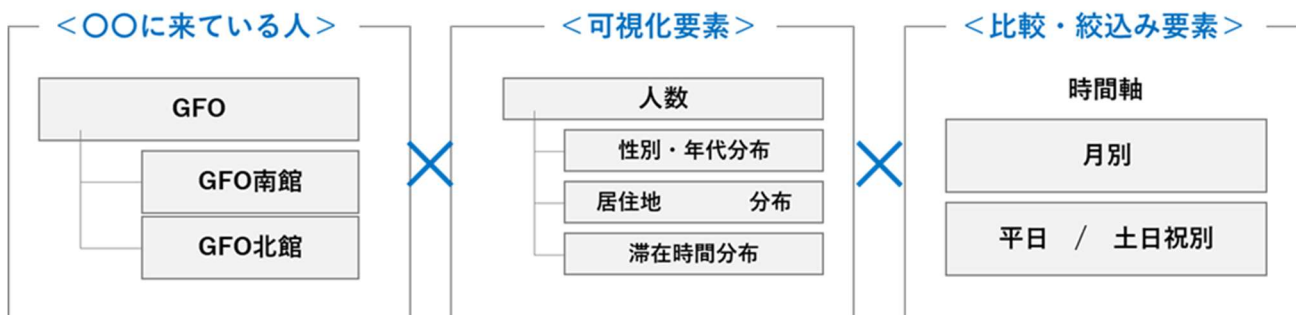 ＜〇〇に来ている人＞
GFO
GFO南館
GFO北館
＜可視化要素＞
人数
性別・年代分布
居住地　　　　分布
滞在時間分布
＜比較・絞込み要素＞
時間軸
月別
平日　/　土日祝別